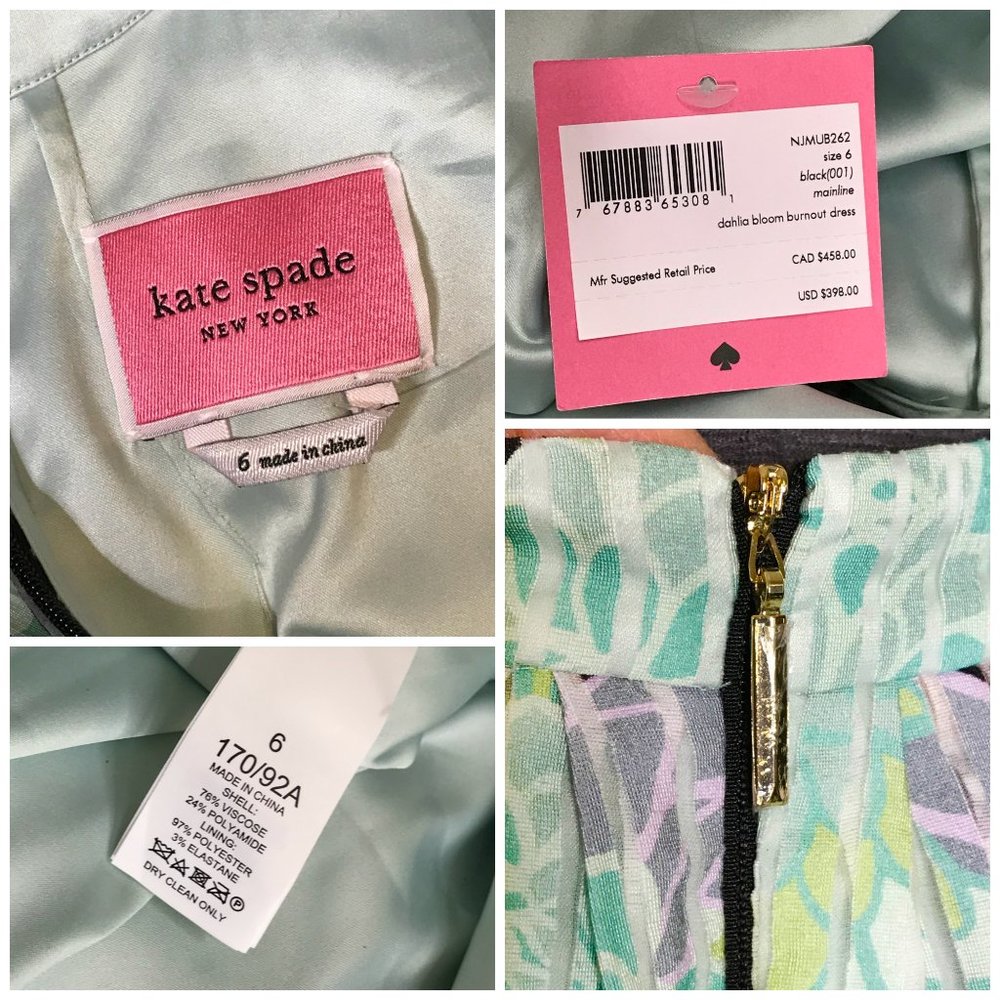 kate spade
NEW YORK
6 made in china
NJMUB262
size 6
black(001)
mainline
7 67883 65308 1
dahlia bloom burnout dress
Mfr Suggested Retail Price
CAD $458.00
USD $398.00
6
170/92A
MADE IN CHINA
SHELL:
76% VISCOSE
24% POLYAMIDE
LINING:
97% POLYESTER
3% ELASTANE
P
DRY CLEAN ONLY